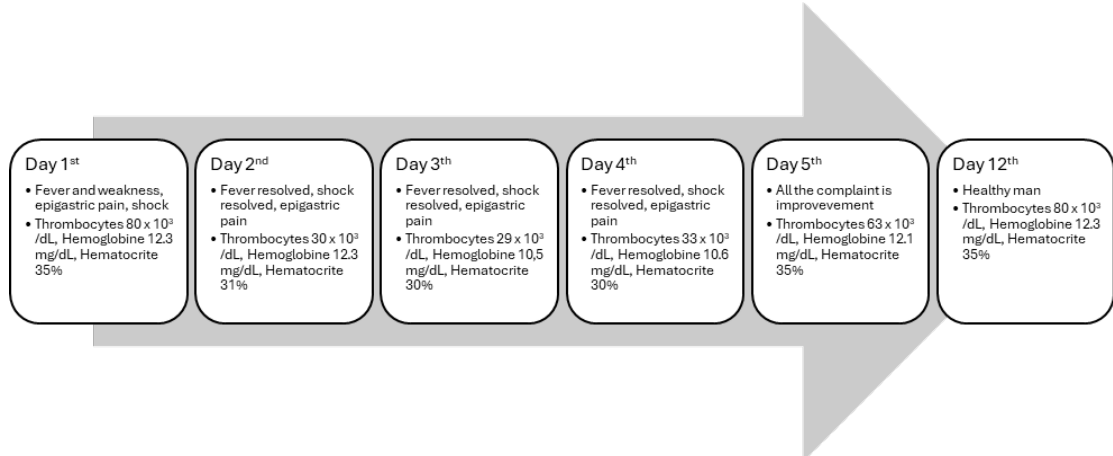 Day 1st
• Fever and weakness,
epigastric pain, shock
• Thrombocytes 80 x 10³
/dL, Hemoglobine 12.3
mg/dL, Hematocrite
35%
Day 2nd
• Fever resolved, shock
resolved, epigastric
pain
• Thrombocytes 30 x 10³
/dL, Hemoglobine 12.3
mg/dL, Hematocrite
31%
Day 3th
• Fever resolved, shock
resolved, epigastric
pain
• Thrombocytes 29 x 10³
/dL, Hemoglobine 10,5
mg/dL, Hematocrite
30%
Day 4th
• Fever resolved, shock
resolved, epigastric
pain
• Thrombocytes 33 x 10³
/dL, Hemoglobine 10.6
mg/dL, Hematocrite
30%
Day 5th
• All the complaint is
improvement
• Thrombocytes 63 x 10³
/dL, Hemoglobine 12.1
mg/dL, Hematocrite
35%
Day 12th
• Healthy man
• Thrombocytes 80 x 10³
/dL, Hemoglobine 12.3
mg/dL, Hematocrite
35%